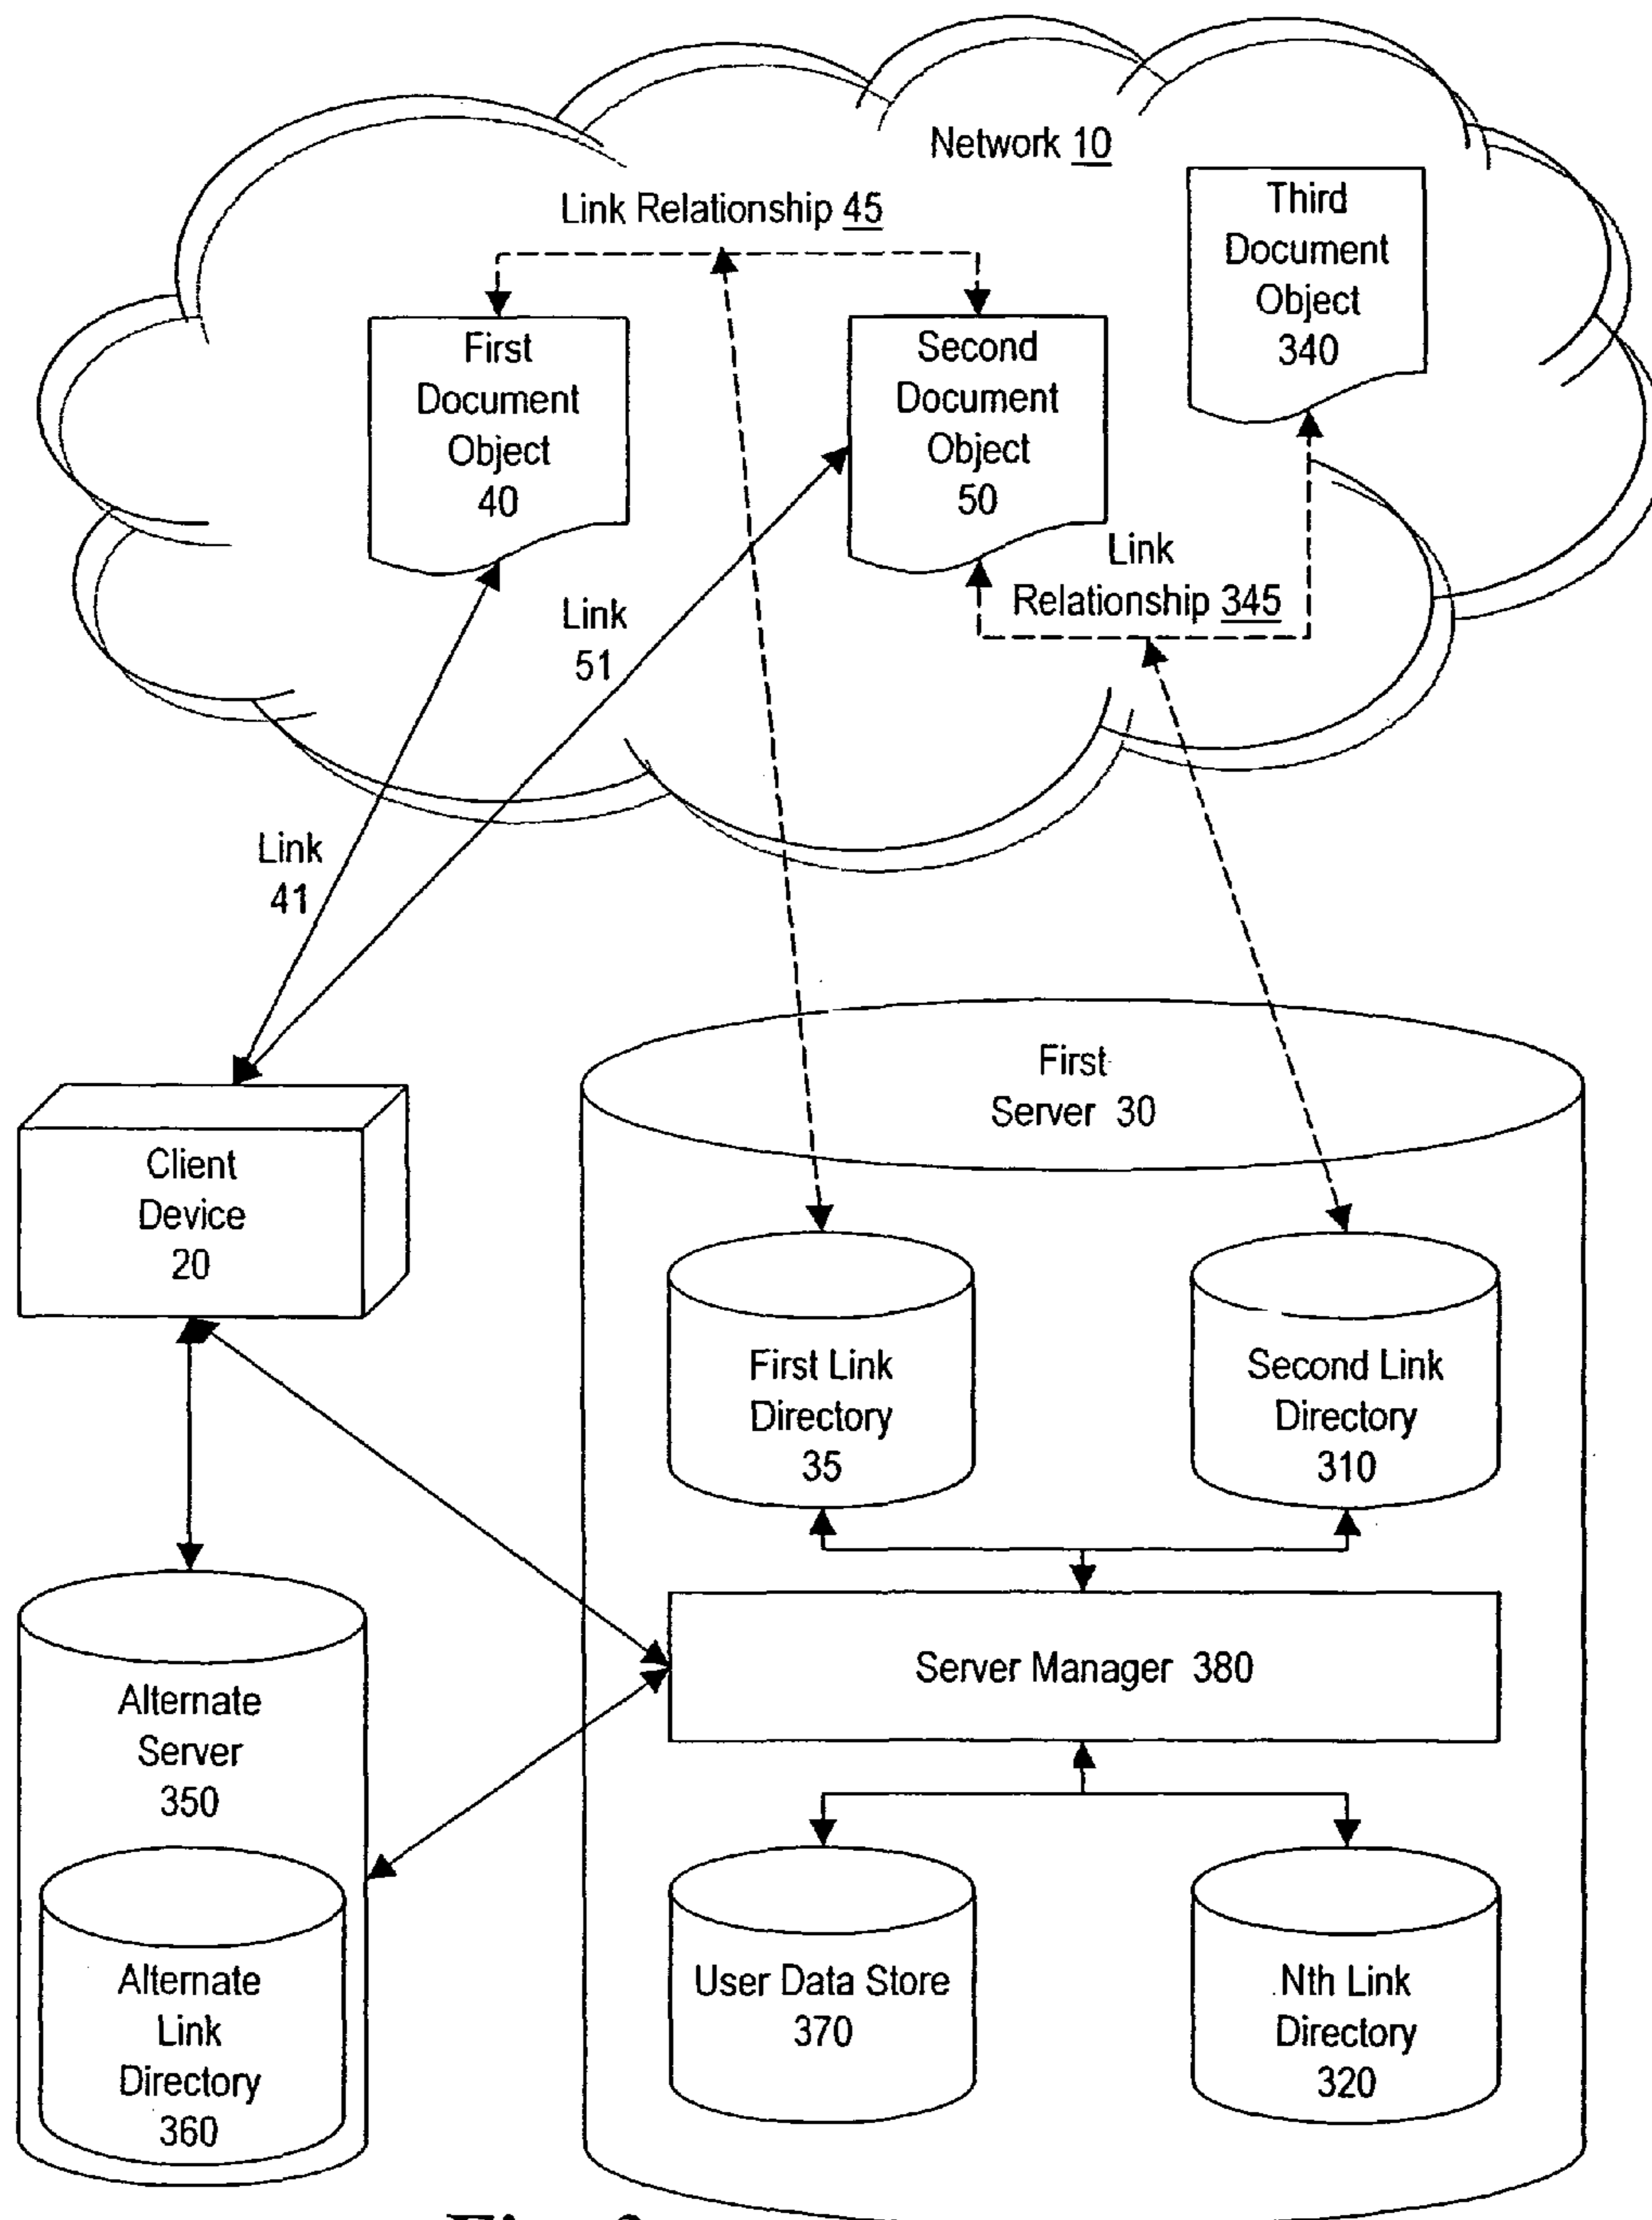 Network 10
Link Relationship 45
Third
Document
Object
340
First
Document
Object
40
Second
Document
Object
50
Link
Relationship 345
Link
51
Link
41
First
Server 30
Client
Device
20
First Link
Directory
35
Second Link
Directory
310
Server Manager 380
Alternate
Server
350
Alternate
Link
Directory
360
User Data Store
370
Nth Link
Directory
320